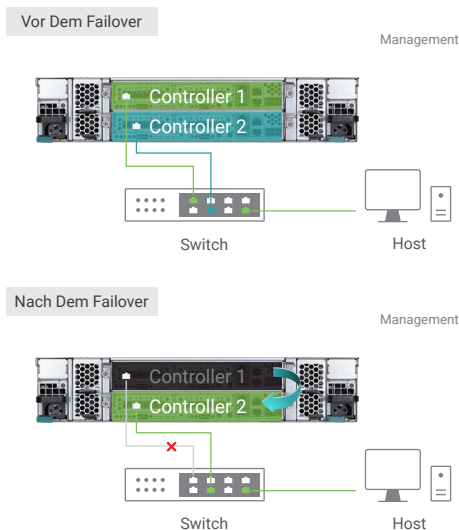 Vor Dem Failover
Management
Controller 1
Controller 2
Switch
Host
Nach Dem Failover
Management
Controller 1
Controller 2
Switch
Host